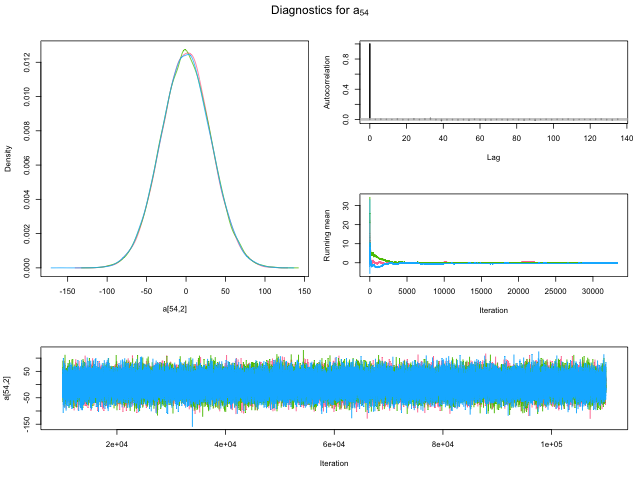 Diagnostics for a54
Density
0.000 0.002 0.004 0.006 0.008 0.010 0.012
-150 -100 -50 0 50 100 150
a[54,2]
Autocorrelation
0.0 0.4 0.8
0 20 40 60 80 100 120 140
Lag
Running mean
0 10 20 30
0 5000 10000 15000 20000 25000 30000
Iteration
a[54,2]
-150 -50 50
2e+04 4e+04 6e+04 8e+04 1e+05
Iteration